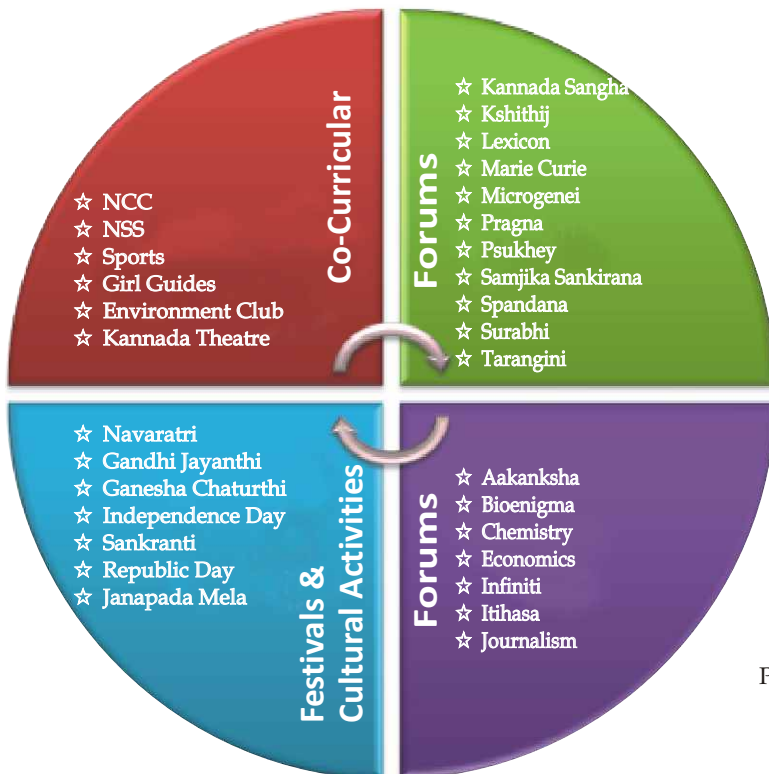 Co-Curricular
☆ NCC
☆ NSS
☆ Sports
☆ Girl Guides
☆ Environment Club
☆ Kannada Theatre
Forums
☆ Kannada Sangha
☆ Kshithij
☆ Lexicon
☆ Marie Curie
☆ Microgenei
☆ Pragna
☆ Psukhey
☆ Samjika Sankirana
☆ Spandana
☆ Surabhi
☆ Tarangini
Festivals &
Cultural Activities
☆ Navaratri
☆ Gandhi Jayanthi
☆ Ganesha Chaturthi
☆ Independence Day
☆ Sankranti
☆ Republic Day
☆ Janapada Mela
Forums
☆ Aakanksha
☆ Bioenigma
☆ Chemistry
☆ Economics
☆ Infiniti
☆ Itihasa
☆ Journalism